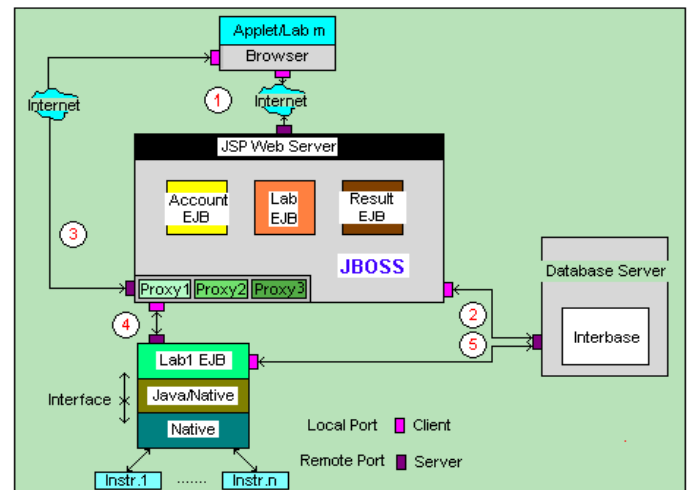 Applet/Lab m
Browser
Internet
1
Internet
JSP Web Server
Account
EJB
Lab
EJB
Result
EJB
3
JBOSS
Database Server
Proxy1 Proxy2 Proxy3
2
4
Interbase
5
Lab1 EJB
Interface
Java/Native
Native
Local Port Client
Remote Port Server
Instr.1 ....... Instr.n